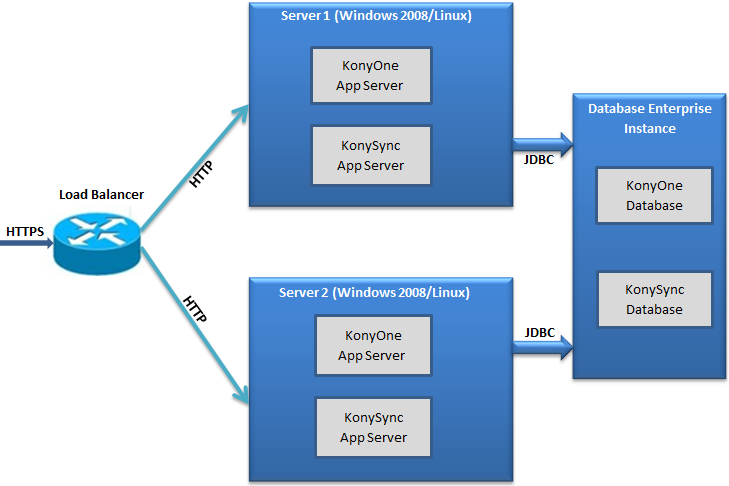 Server 1 (Windows 2008/Linux)
KonyOne
App Server
KonySync
App Server
JDBC
Database Enterprise
Instance
KonyOne
Database
KonySync
Database
Load Balancer
HTTPS
HTTP
HTTP
Server 2 (Windows 2008/Linux)
KonyOne
App Server
KonySync
App Server
JDBC